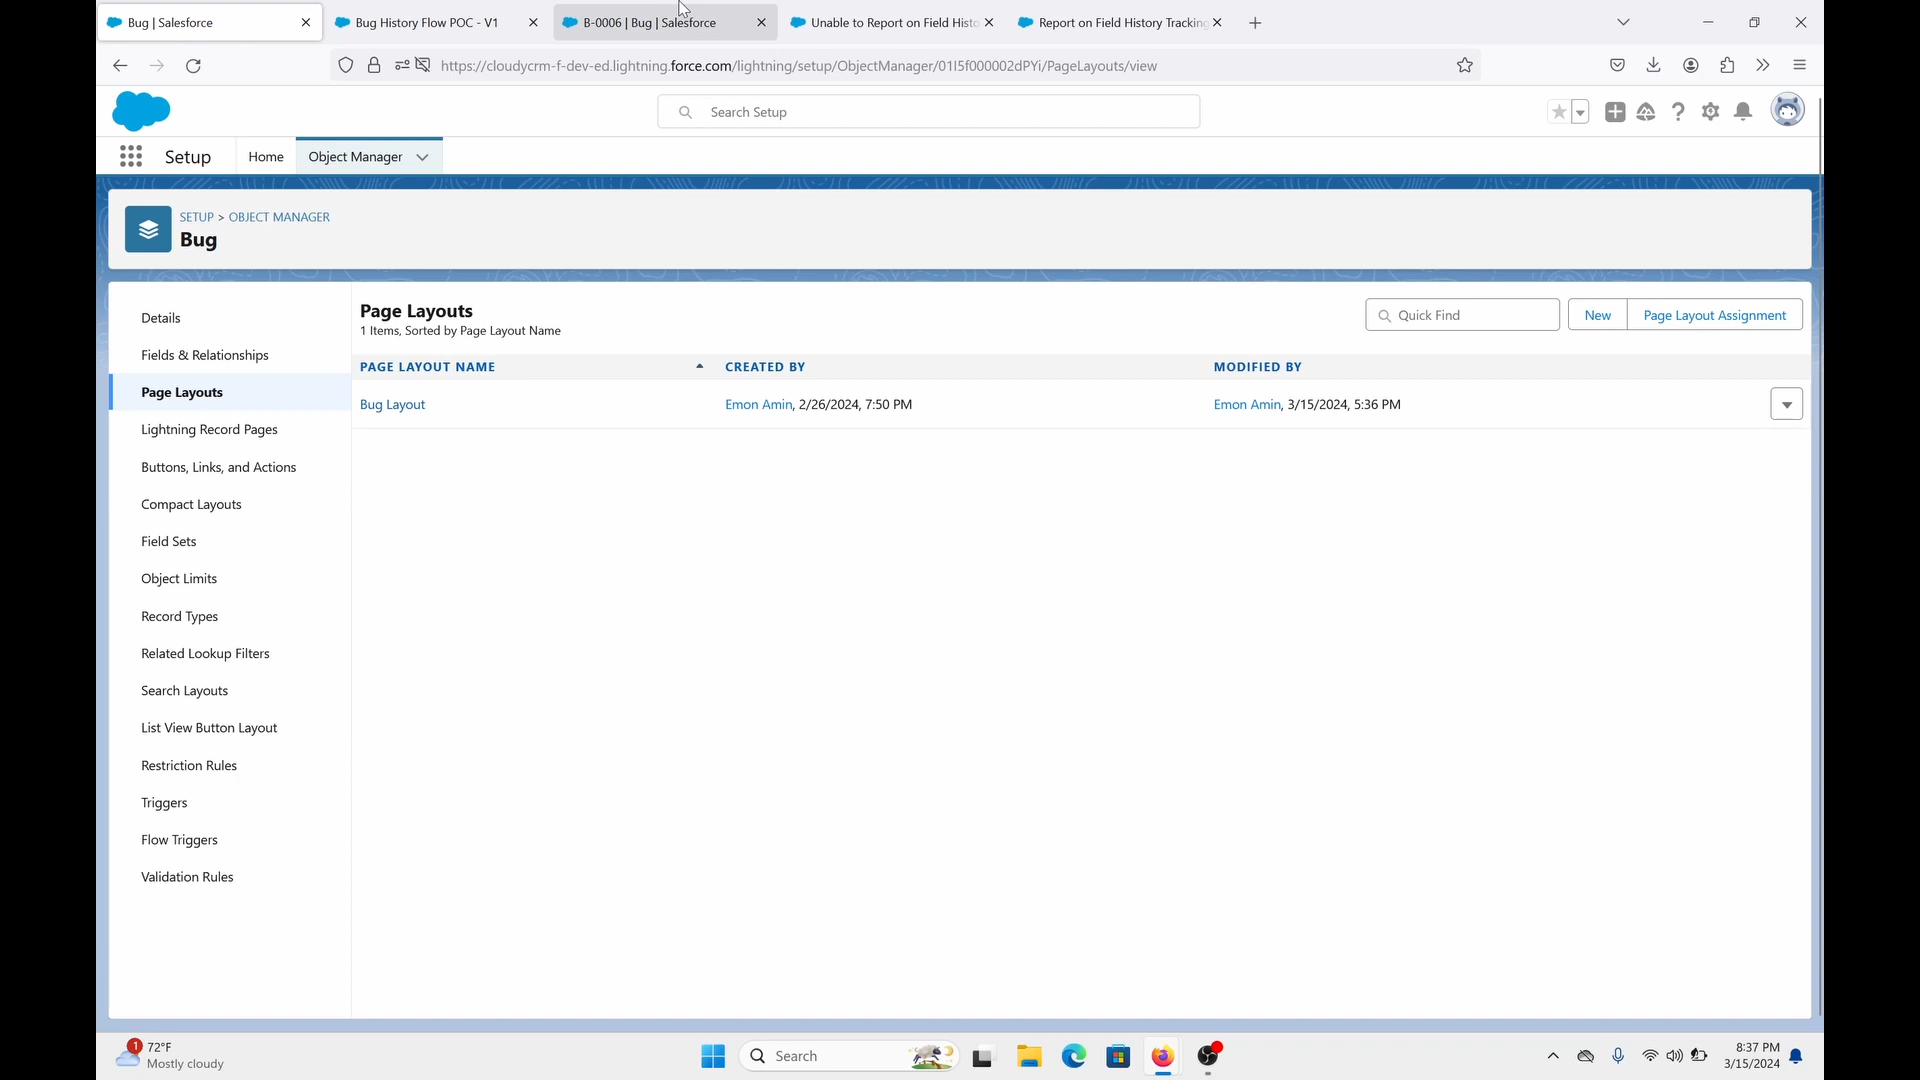 Bug | Salesforce
Bug History Flow POC - V1
B-0006 | Bug | Salesforce
Unable to Report on Field Histo
Report on Field History Tracking
https://cloudycrm-f-dev-ed.lightning.force.com/lightning/setup/ObjectManager/01I5f000002dPYi/PageLayouts/view
Search Setup
Setup
Home
Object Manager
SETUP > OBJECT MANAGER
Bug
Details
Fields & Relationships
Page Layouts
Lightning Record Pages
Buttons, Links, and Actions
Compact Layouts
Field Sets
Object Limits
Record Types
Related Lookup Filters
Search Layouts
List View Button Layout
Restriction Rules
Triggers
Flow Triggers
Validation Rules
Page Layouts
1 Items, Sorted by Page Layout Name
Quick Find
New
Page Layout Assignment
PAGE LAYOUT NAME CREATED BY MODIFIED BY
Bug Layout Emon Amin, 2/26/2024, 7:50 PM Emon Amin, 3/15/2024, 5:36 PM
1
72°F
Mostly cloudy
Search
8:37 PM
3/15/2024